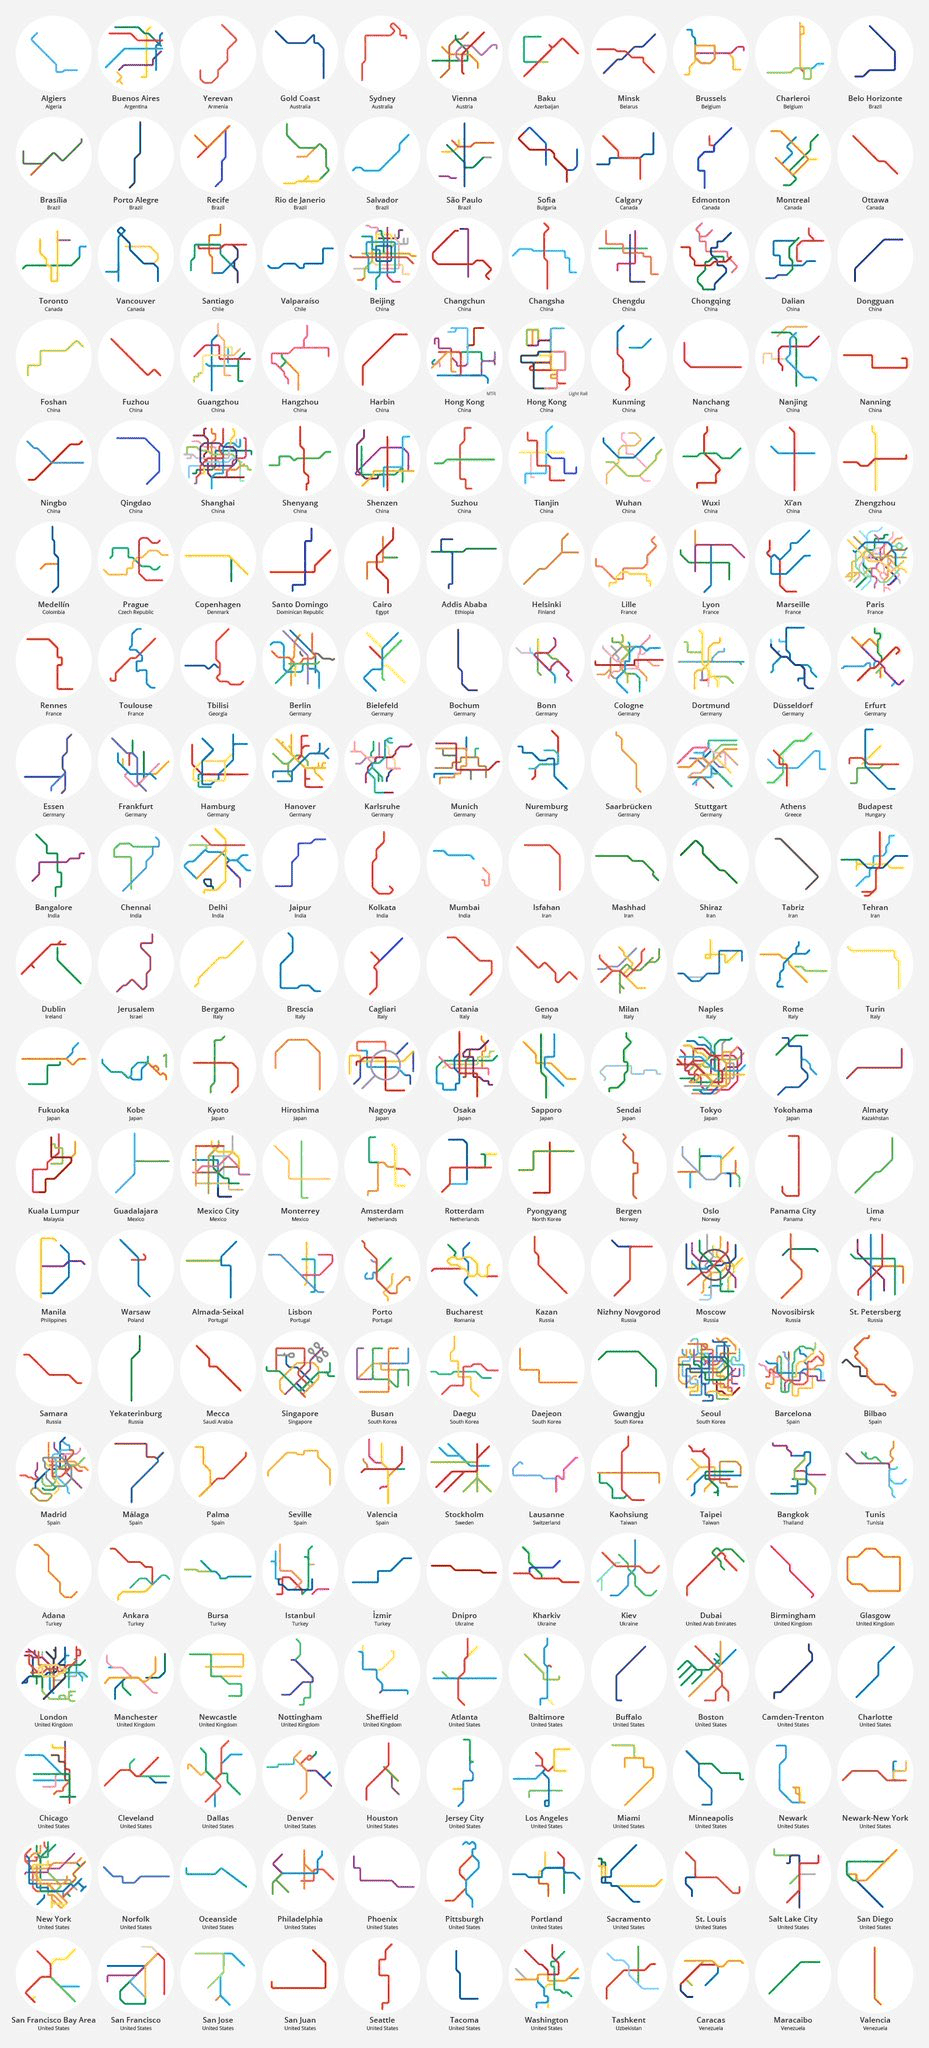 Algiers Buenos Aires Yerevan Gold Coast Sydney Vienna Baku Minsk Brussels Charleroi Belo Horizonte
Algeria Argentina Armenia Australia Australia Austria Azerbaijan Belarus Belgium Belgium Brazil
Brasília Porto Alegre Recife Rio de Janerio Salvador São Paulo Sofia Calgary Edmonton Montreal Ottawa
Brazil Brazil Brazil Brazil Brazil Brazil Bulgaria Canada Canada Canada Canada
Toronto Vancouver Santiago Valparaíso Beijing Changchun Changsha Chengdu Chongqing Dalian Dongguan
Canada Canada Chile Chile China China China China China China China
MTR Light Rail
Foshan Fuzhou Guangzhou Hangzhou Harbin Hong Kong Hong Kong Kunming Nanchang Nanjing Nanning
China China China China China China China China China China China
Ningbo Qingdao Shanghai Shenyang Shenzen Suzhou Tianjin Wuhan Wuxi Xi'an Zhengzhou
China China China China China China China China China China China
Medellín Prague Copenhagen Santo Domingo Cairo Addis Ababa Helsinki Lille Lyon Marseille Paris
Colombia Czech Republic Denmark Dominican Republic Egypt Ethiopia Finland France France France France
Rennes Toulouse Tbilisi Berlin Bielefeld Bochum Bonn Cologne Dortmund Düsseldorf Erfurt
France France Georgia Germany Germany Germany Germany Germany Germany Germany Germany
Essen Frankfurt Hamburg Hanover Karlsruhe Munich Nuremburg Saarbrücken Stuttgart Athens Budapest
Germany Germany Germany Germany Germany Germany Germany Germany Germany Greece Hungary
Bangalore Chennai Delhi Jaipur Kolkata Mumbai Isfahan Mashhad Shiraz Tabriz Tehran
India India India India India India Iran Iran Iran Iran Iran
Dublin Jerusalem Bergamo Brescia Cagliari Catania Genoa Milan Naples Rome Turin
Ireland Israel Italy Italy Italy Italy Italy Italy Italy Italy Italy
Fukuoka Kobe Kyoto Hiroshima Nagoya Osaka Sapporo Sendai Tokyo Yokohama Almaty
Japan Japan Japan Japan Japan Japan Japan Japan Japan Japan Kazakhstan
Kuala Lumpur Guadalajara Mexico City Monterrey Amsterdam Rotterdam Pyongyang Bergen Oslo Panama City Lima
Malaysia Mexico Mexico Mexico Netherlands Netherlands North Korea Norway Norway Panama Peru
Manila Warsaw Almada-Seixal Lisbon Porto Bucharest Kazan Nizhny Novgorod Moscow Novosibirsk St. Petersberg
Philippines Poland Portugal Portugal Portugal Romania Russia Russia Russia Russia Russia
Samara Yekaterinburg Mecca Singapore Busan Daegu Daejeon Gwangju Seoul Barcelona Bilbao
Russia Russia Saudi Arabia Singapore South Korea South Korea South Korea South Korea South Korea Spain Spain
Madrid Málaga Palma Seville Valencia Stockholm Lausanne Kaohsiung Taipei Bangkok Tunis
Spain Spain Spain Spain Spain Sweden Switzerland Taiwan Taiwan Thailand Tunisia
Adana Ankara Bursa Istanbul İzmir Dnipro Kharkiv Kiev Dubai Birmingham Glasgow
Turkey Turkey Turkey Turkey Turkey Ukraine Ukraine Ukraine United Arab Emirates United Kingdom United Kingdom
London Manchester Newcastle Nottingham Sheffield Atlanta Baltimore Buffalo Boston Camden-Trenton Charlotte
United Kingdom United Kingdom United Kingdom United Kingdom United Kingdom United States United States United States United States United States United States
Chicago Cleveland Dallas Denver Houston Jersey City Los Angeles Miami Minneapolis Newark Newark-New York
United States United States United States United States United States United States United States United States United States United States United States
New York Norfolk Oceanside Philadelphia Phoenix Pittsburgh Portland Sacramento St. Louis Salt Lake City San Diego
United States United States United States United States United States United States United States United States United States United States United States
San Francisco Bay Area San Francisco San Jose San Juan Seattle Tacoma Washington Tashkent Caracas Maracaibo Valencia
United States United States United States United States United States United States United States Uzbekistan Venezuela Venezuela Venezuela